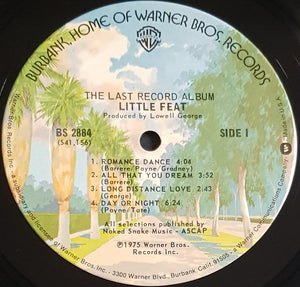 BURBANK, HOME OF WARNER BROS. RECORDS
THE LAST RECORD ALBUM
LITTLE FEAT
Produced by Lowell George
BS 2884
(S41,156)
SIDE 1
1. ROMANCE DANCE 4:04
(Barrere/Payne/Gradney)
2. ALL THAT YOU DREAM 3:52
(Barrere)
3. LONG DISTANCE LOVE 2:43
(George)
4. DAY OR NIGHT 6:24
(Payne/Tate)
All selections published by
Naked Snake Music - ASCAP
©1975 Warner Bros.
Records Inc.
Warner Bros. Records Inc., 3300 Warner Blvd., Burbank, Calif. 91505